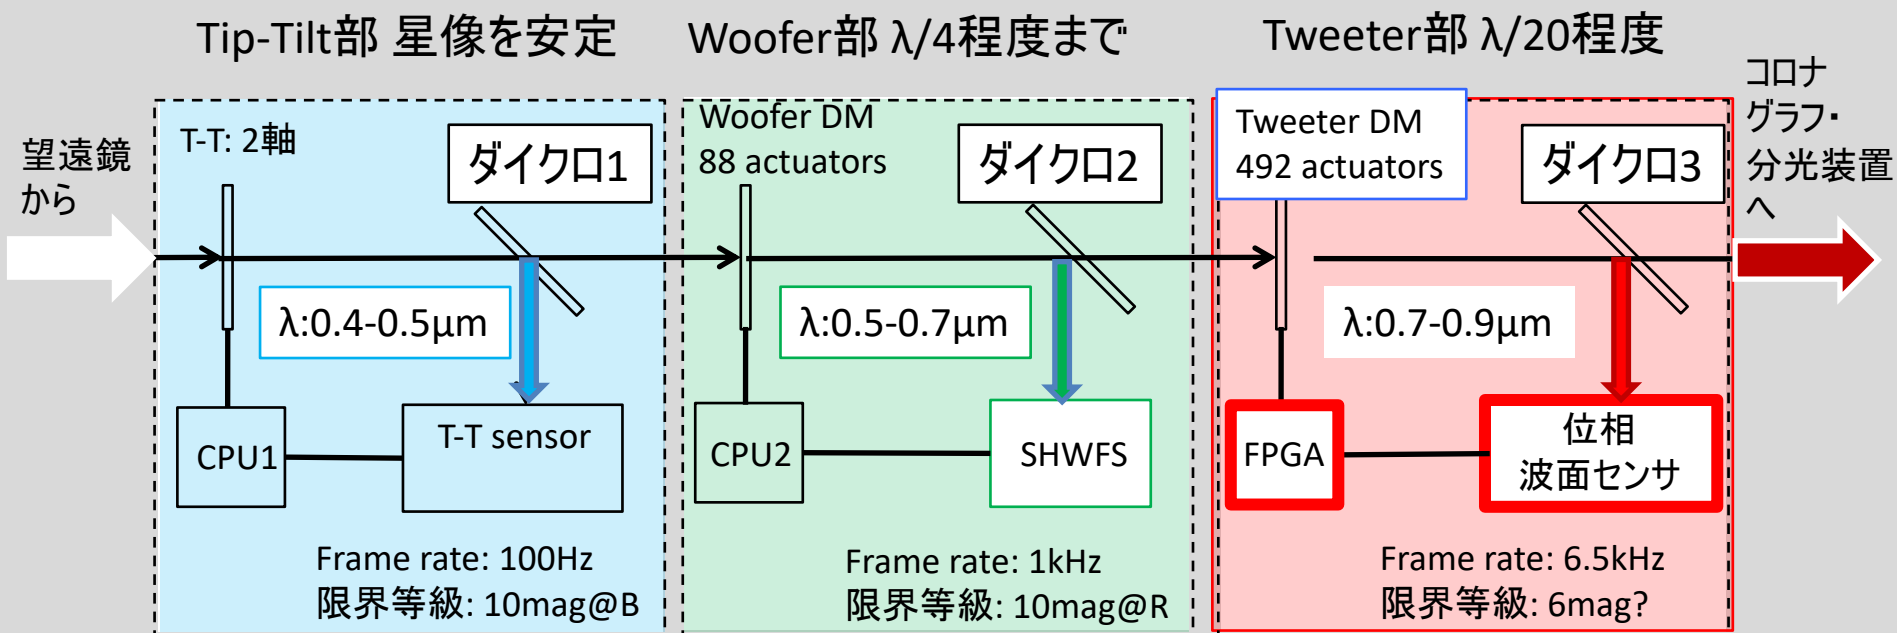 Tip-Tilt部 星像を安定
Woofer部 λ/4程度まで
Tweeter部 λ/20程度
望遠鏡
から
T-T: 2軸
ダイクロ1
λ:0.4-0.5μm
CPU1
T-T sensor
Frame rate: 100Hz
限界等級: 10mag@B
Woofer DM
88 actuators
ダイクロ2
λ:0.5-0.7μm
CPU2
SHWFS
Frame rate: 1kHz
限界等級: 10mag@R
Tweeter DM
492 actuators
ダイクロ3
λ:0.7-0.9μm
FPGA
位相
波面センサ
Frame rate: 6.5kHz
限界等級: 6mag?
コロナ
グラフ・
分光装置
へ